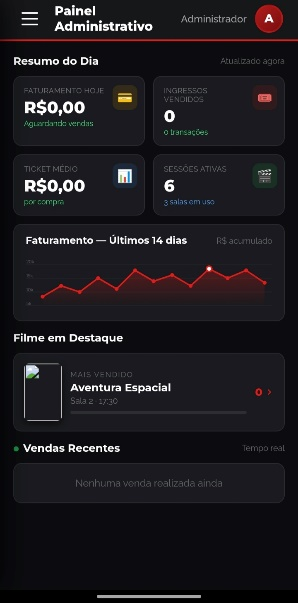 Painel
Administrativo
Administrador
A
Resumo do Dia
Atualizado agora
FATURAMENTO HOJE
R$0,00
Aguardando vendas
INGRESSOS
VENDIDOS
0
0 transações
TICKET MÉDIO
R$0,00
por compra
SESSÕES ATIVAS
6
3 salas em uso
Faturamento — Últimos 14 dias
R$ acumulado
Filme em Destaque
MAIS VENDIDO
Aventura Espacial
Sala 2 · 17:30
0 ›
Vendas Recentes
Tempo real
Nenhuma venda realizada ainda